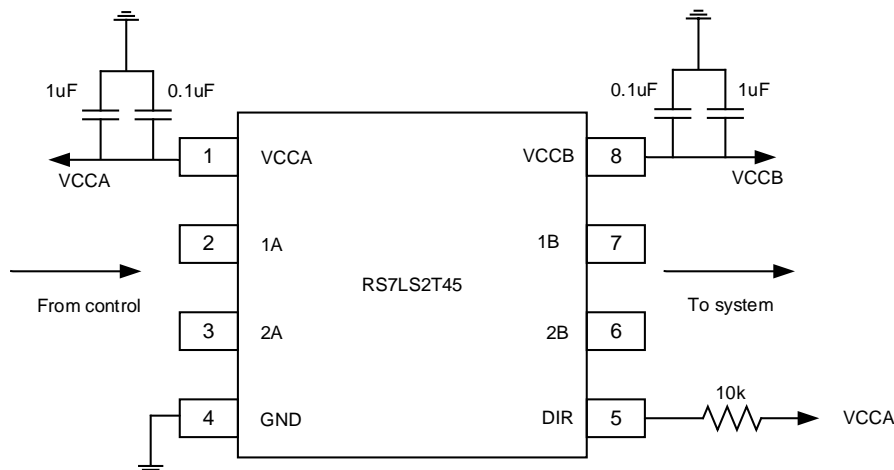 1uF
0.1uF
0.1uF
1uF
VCCA
1
VCCA
VCCB
8
VCCB
2
1A
1B
7
From control
RS7LS2T45
To system
3
2A
2B
6
4
GND
DIR
5
10k
VCCA